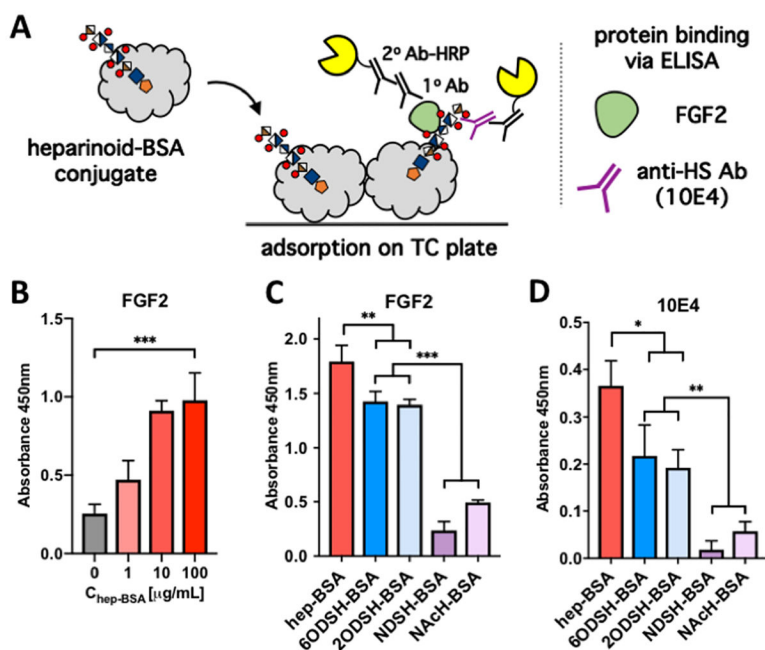 A
heparinoid-BSA
conjugate
2º Ab-HRP
1º Ab
adsorption on TC plate
protein binding
via ELISA
FGF2
anti-HS Ab
(10E4)
B
FGF2
Absorbance 450nm
1.5
1.0
0.5
0.0
***
0 1 10 100
C hep-BSA [µg/mL]
C
FGF2
Absorbance 450nm
2.0
1.5
1.0
0.5
0.0
**
***
hep-BSA
6ODSH-BSA
2ODSH-BSA
NDSH-BSA
NAcH-BSA
D
10E4
Absorbance 450nm
0.5
0.4
0.3
0.2
0.1
0.0
*
**
hep-BSA
6ODSH-BSA
2ODSH-BSA
NDSH-BSA
NAcH-BSA